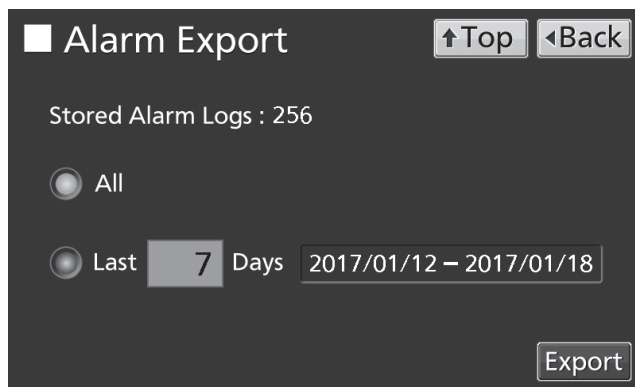 Alarm Export
↑Top
◂Back
Stored Alarm Logs : 256
All
Last 7 Days 2017/01/12 – 2017/01/18
Export